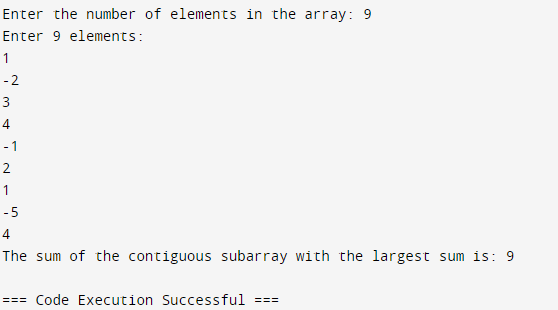 Enter the number of elements in the array: 9
Enter 9 elements:
1
-2
3
4
-1
2
1
-5
4
The sum of the contiguous subarray with the largest sum is: 9
=== Code Execution Successful ===